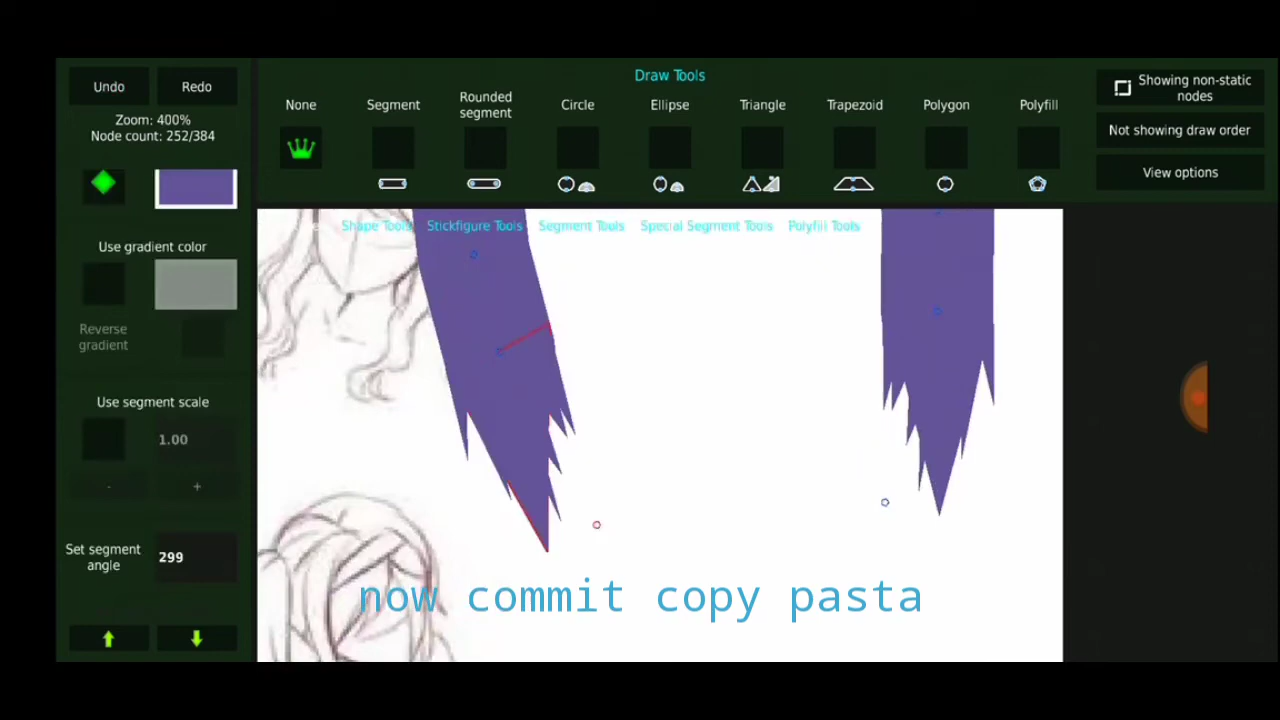 Undo
Redo
Zoom: 400%
Node count: 252/384
Use gradient color
Reverse
gradient
Use segment scale
1.00
-
+
Set segment
angle
299
Draw Tools
None
Segment
Rounded
segment
Circle
Ellipse
Triangle
Trapezoid
Polygon
Polyfill
Showing non-static
nodes
Not showing draw order
View options
Shape Tools
Stickfigure Tools
Segment Tools
Special Segment Tools
Polyfill Tools
now commit copy pasta